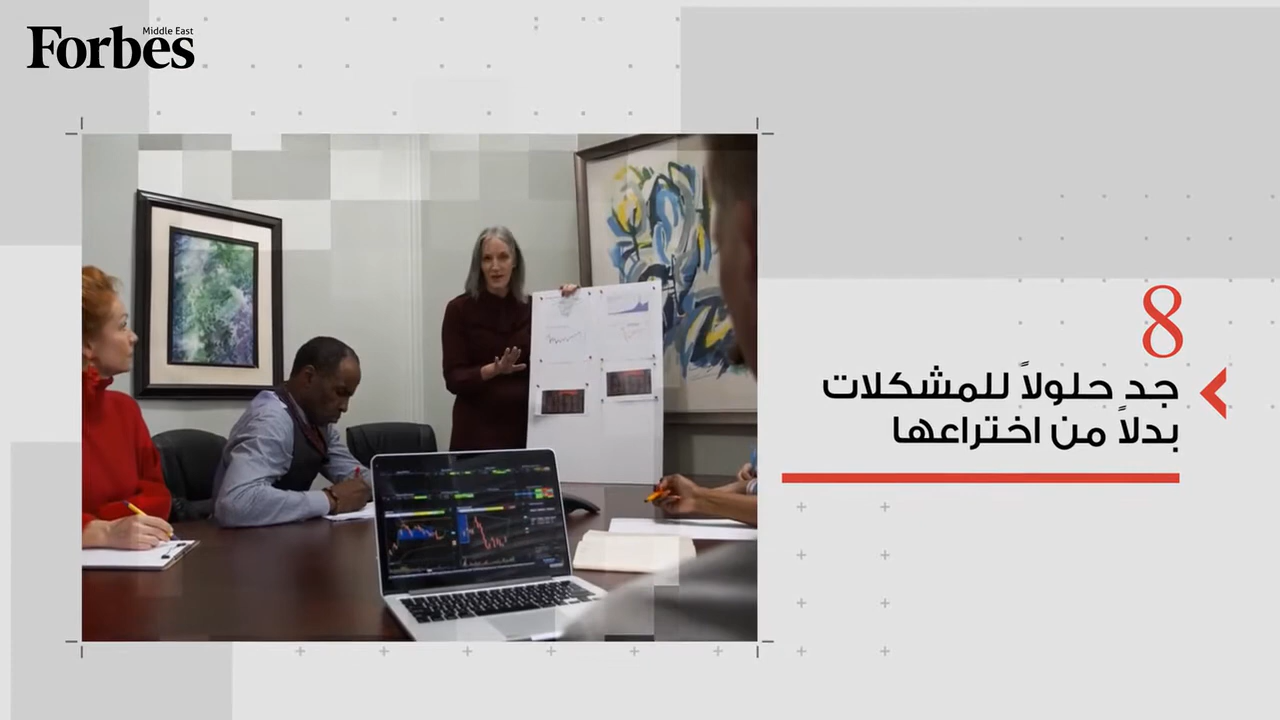 Middle East
Forbes
8
جد حلولاً للمشكلات
بدلاً من اختراعها